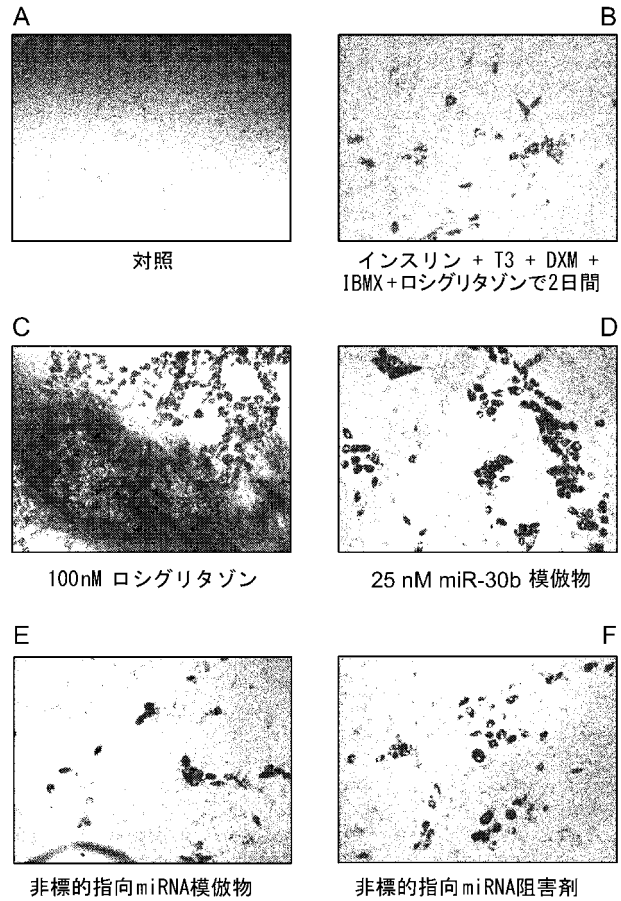 A
B
対照
インスリン + T3 + DXM +
IBMX+ロシグリタゾンで2日間
C
D
100nM ロシグリタゾン
25 nM miR-30b 模倣物
E
F
非標的指向miRNA模倣物
非標的指向miRNA阻害剤